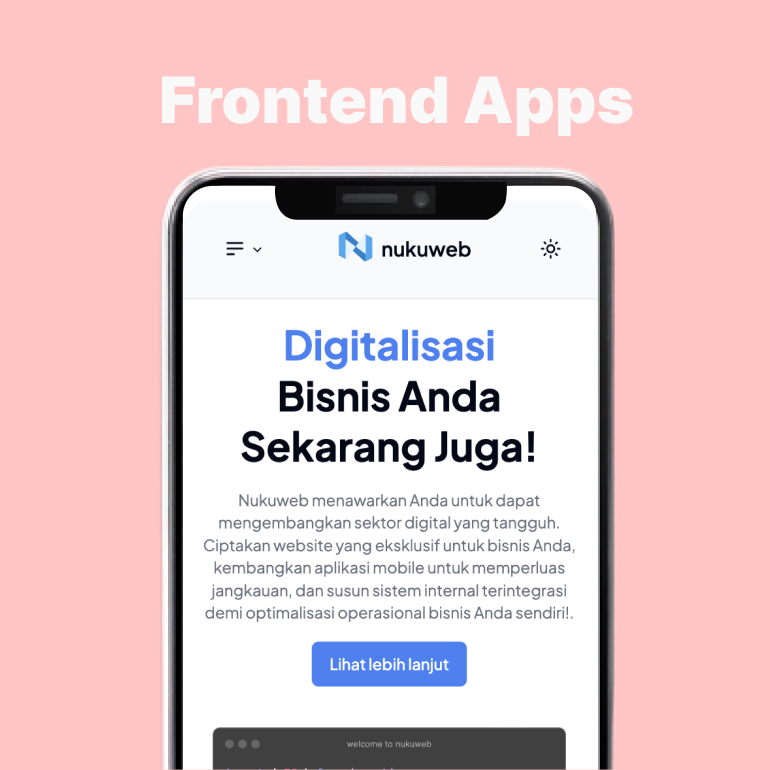 Frontend Apps
nukuweb
Digitalisasi
Bisnis Anda
Sekarang Juga!
Nukuweb menawarkan Anda untuk dapat
mengembangkan sektor digital yang tangguh.
Ciptakan website yang eksklusif untuk bisnis Anda,
kembangkan aplikasi mobile untuk memperluas
jangkauan, dan susun sistem internal terintegrasi
demi optimalisasi operasional bisnis Anda sendiri!.
Lihat lebih lanjut
welcome to nukuweb